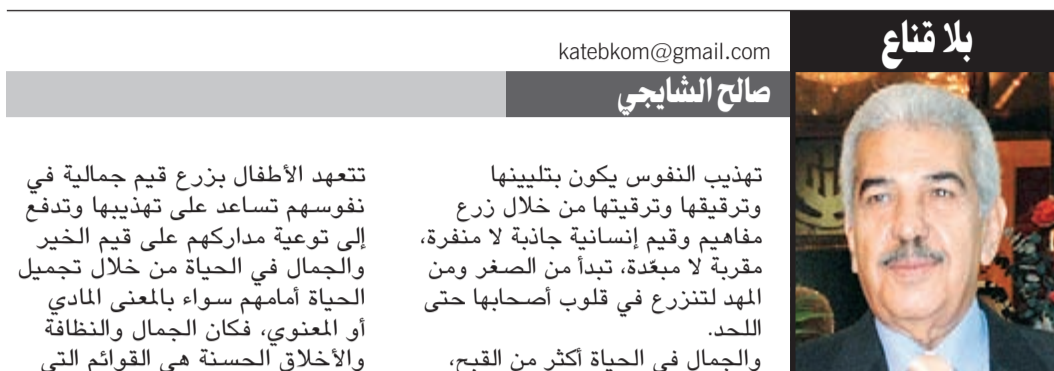 بلا قناع
katebkom@gmail.com
صالح الشايجي
تهذيب النفوس يكون بتليينها
وترقيقها وترقيتها من خلال زرع
مفاهيم وقيم إنسانية جاذبة لا منفرة،
مقربة لا مبعّدة، تبدأ من الصغر ومن
المهد لتنزرع في قلوب أصحابها حتى
اللحد.
والجمال في الحياة أكثر من القبح،
تتعهد الأطفال بزرع قيم جمالية في
نفوسهم تساعد على تهذيبها وتدفع
إلى توعية مداركهم على قيم الخير
والجمال في الحياة من خلال تجميل
الحياة أمامهم سواء بالمعنى المادي
أو المعنوي، فكان الجمال والنظافة
والأخلاق الحسنة هي القوائم التي